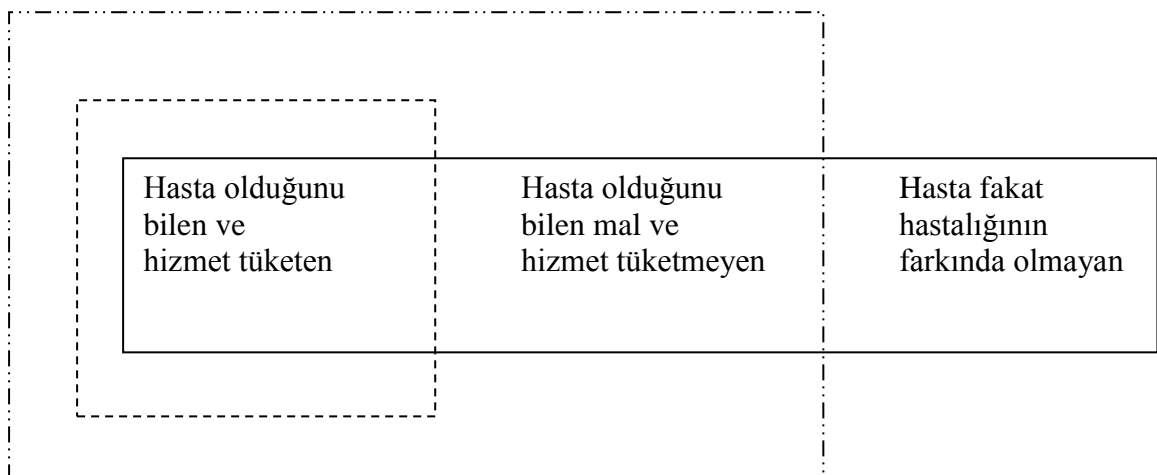 Hasta olduğunu
bilen ve
hizmet tüketen
Hasta olduğunu
bilen mal ve
hizmet tüketmeyen
Hasta fakat
hastalığının
farkında olmayan